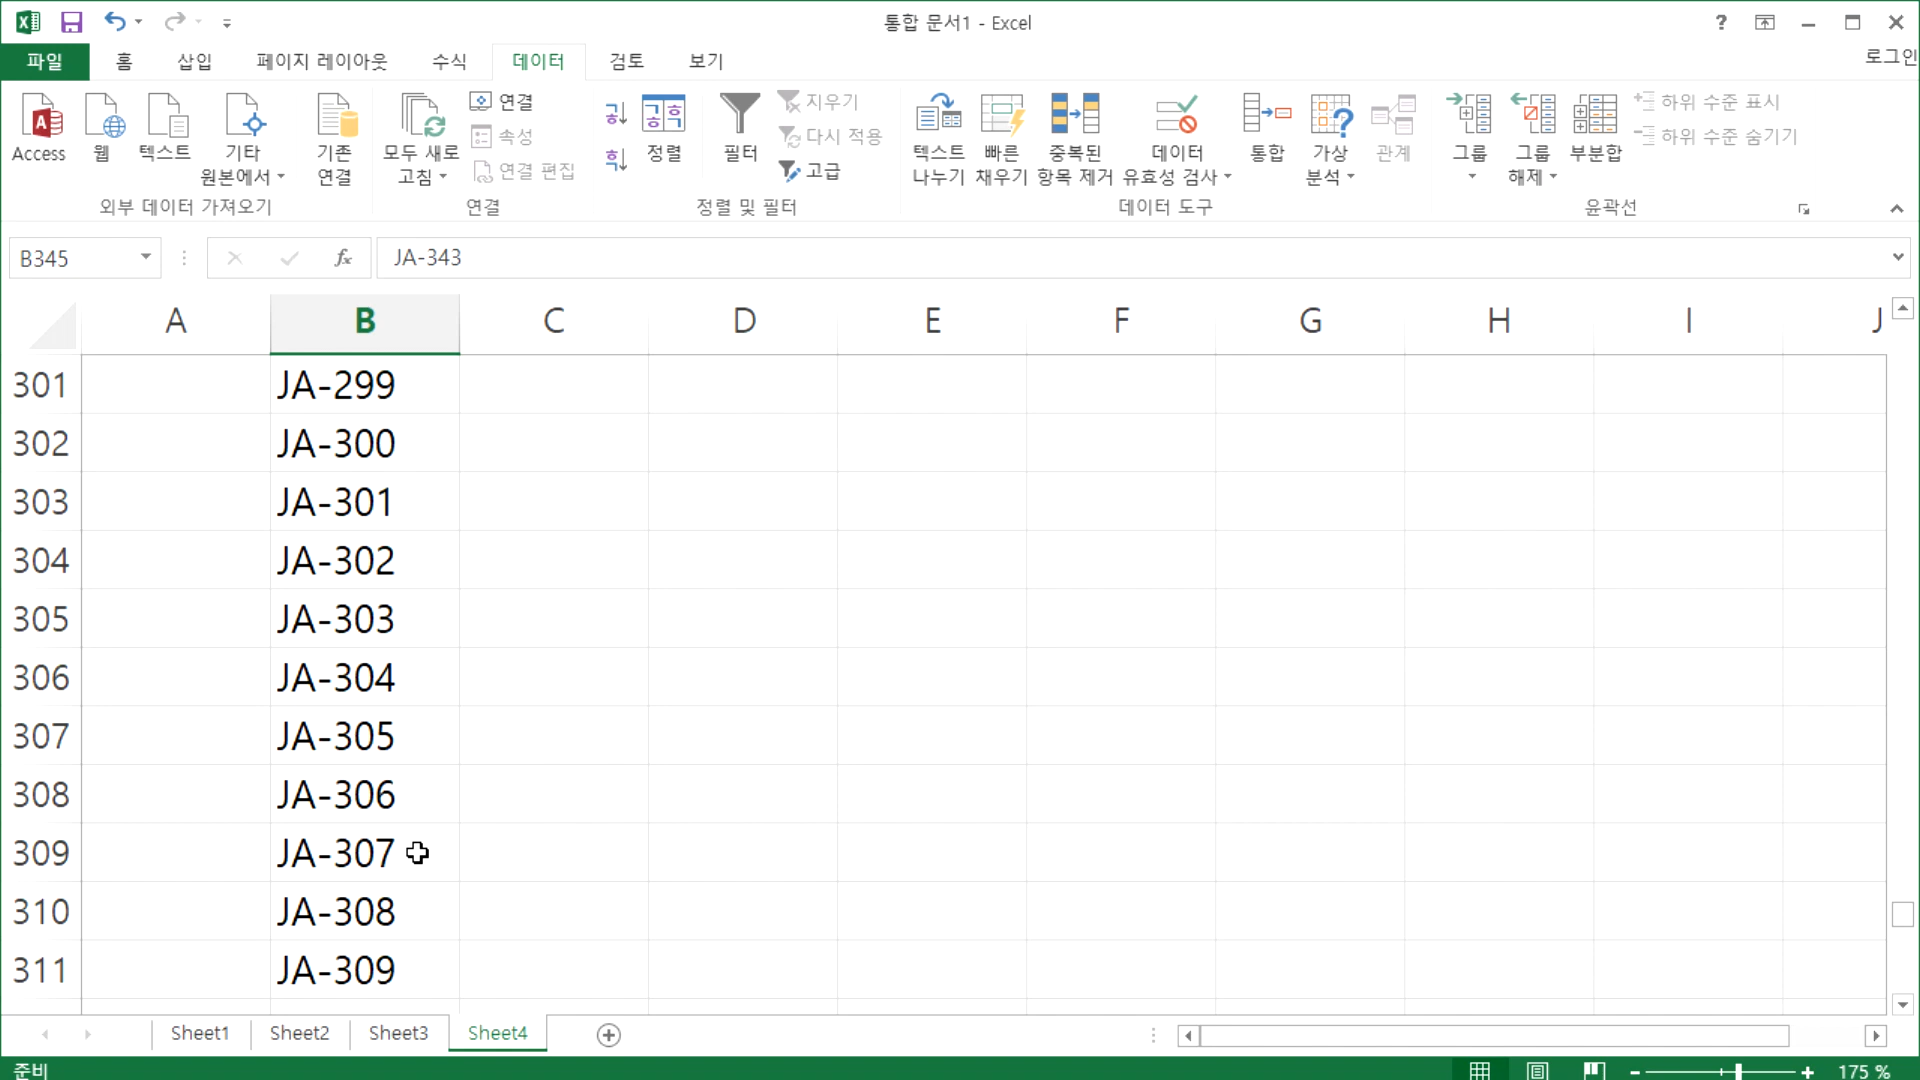 통합 문서1 - Excel
?
파일 홈 삽입 페이지 레이아웃 수식 데이터 검토 보기 로그인
Access
웹
텍스트
기타
원본에서
기존
연결
외부 데이터 가져오기
모두 새로
고침
연결
속성
연결 편집
연결
정렬
필터
지우기
다시 적용
고급
정렬 및 필터
텍스트
나누기
빠른
채우기
중복된
항목 제거
데이터
유효성 검사
통합
가상
분석
관계
데이터 도구
그룹
그룹
해제
부분합
하위 수준 표시
하위 수준 숨기기
윤곽선
B345 fx JA-343
A B C D E F G H I J
301 JA-299
302 JA-300
303 JA-301
304 JA-302
305 JA-303
306 JA-304
307 JA-305
308 JA-306
309 JA-307
310 JA-308
311 JA-309
Sheet1 Sheet2 Sheet3 Sheet4
준비 175 %